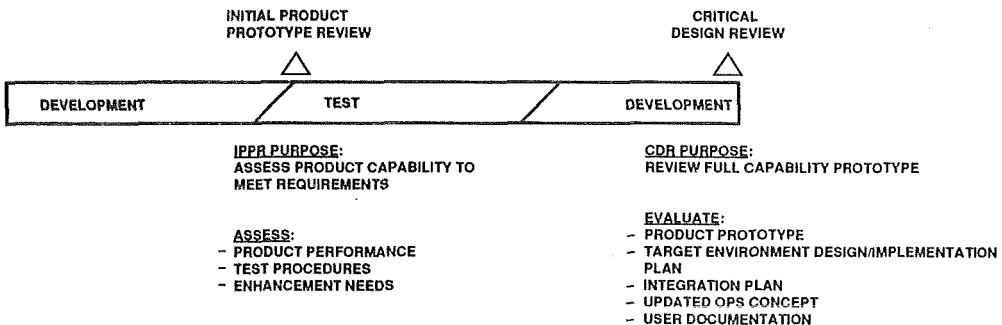 INITIAL PRODUCT
PROTOTYPE REVIEW
CRITICAL
DESIGN REVIEW
DEVELOPMENT
TEST
DEVELOPMENT
IPPR PURPOSE:
ASSESS PRODUCT CAPABILITY TO
MEET REQUIREMENTS
ASSESS:
– PRODUCT PERFORMANCE
– TEST PROCEDURES
– ENHANCEMENT NEEDS
CDR PURPOSE:
REVIEW FULL CAPABILITY PROTOTYPE
EVALUATE:
– PRODUCT PROTOTYPE
– TARGET ENVIRONMENT DESIGN/IMPLEMENTATION
PLAN
– INTEGRATION PLAN
– UPDATED OPS CONCEPT
– USER DOCUMENTATION